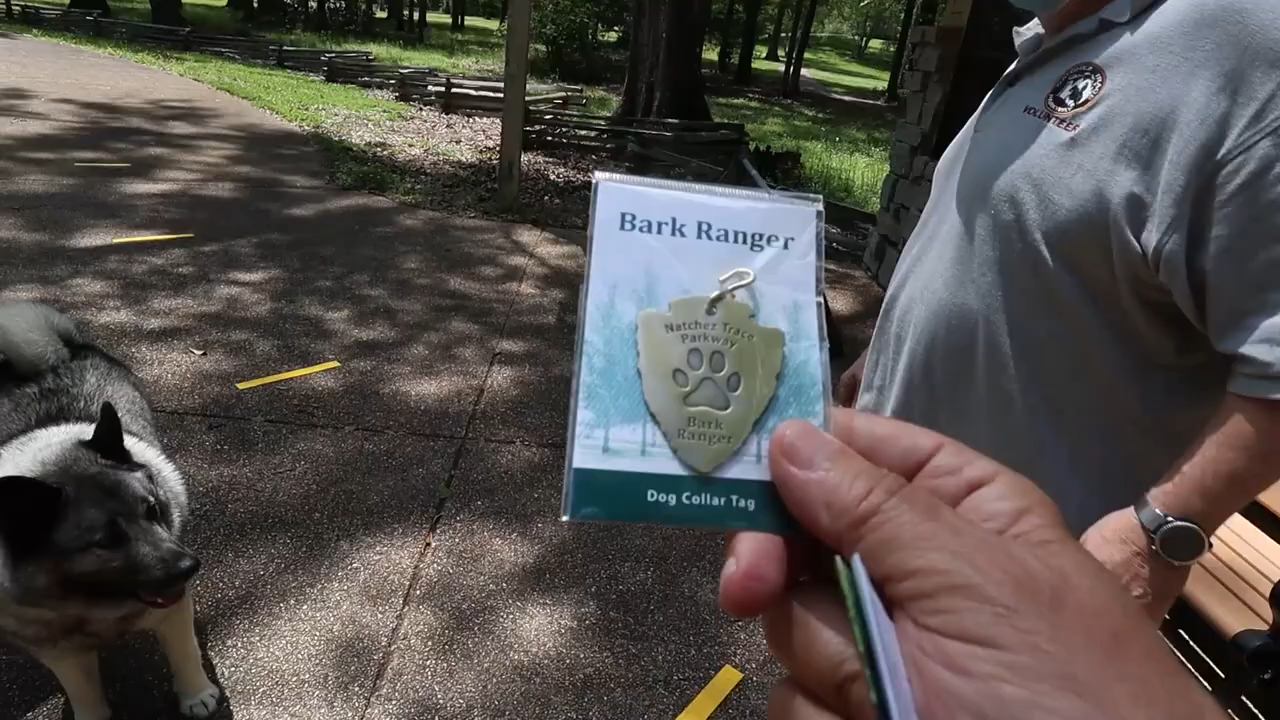 Bark Ranger
Natchez Trace
Parkway
Bark
Ranger
Dog Collar Tag
VOLUNTEER